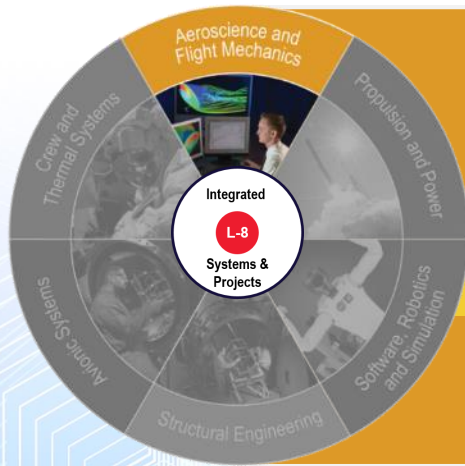 Aeroscience and
Flight Mechanics
Propulsion and Power
Software, Robotics
and Simulation
Structural Engineering
Avionic Systems
Crew and
Thermal Systems
Integrated
L-8
Systems &
Projects